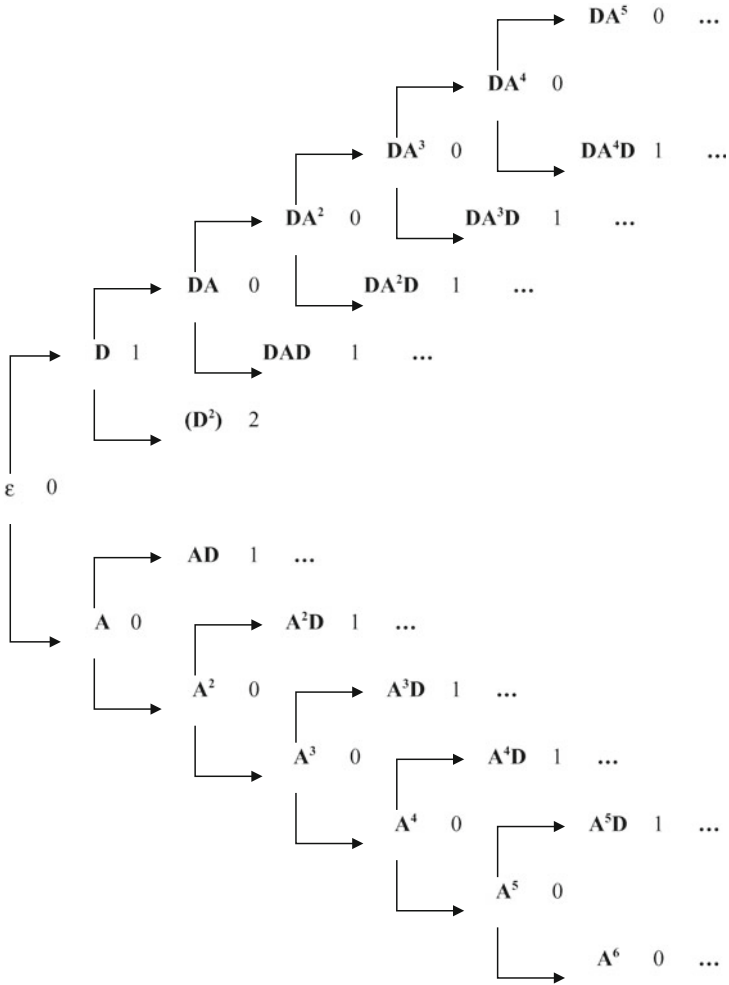 DA⁵ 0 ...
DA⁴ 0
DA³ 0 DA⁴D 1 ...
DA² 0 DA³D 1 ...
DA 0 DA²D 1 ...
D 1 DAD 1 ...
(D²) 2
ε 0
AD 1 ...
A 0 A²D 1 ...
A² 0 A³D 1 ...
A³ 0 A⁴D 1 ...
A⁴ 0 A⁵D 1 ...
A⁵ 0
A⁶ 0 ...